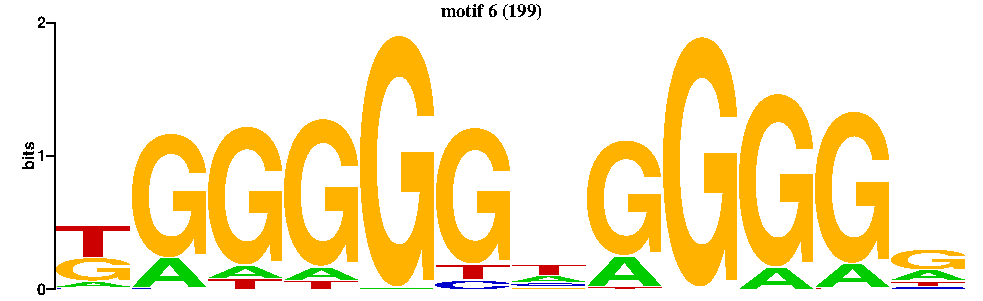 motif 6 (199)
2
1
0
bits
T G G G G G G T G G G G G
G A A A T A A A A A
A T T C A T T